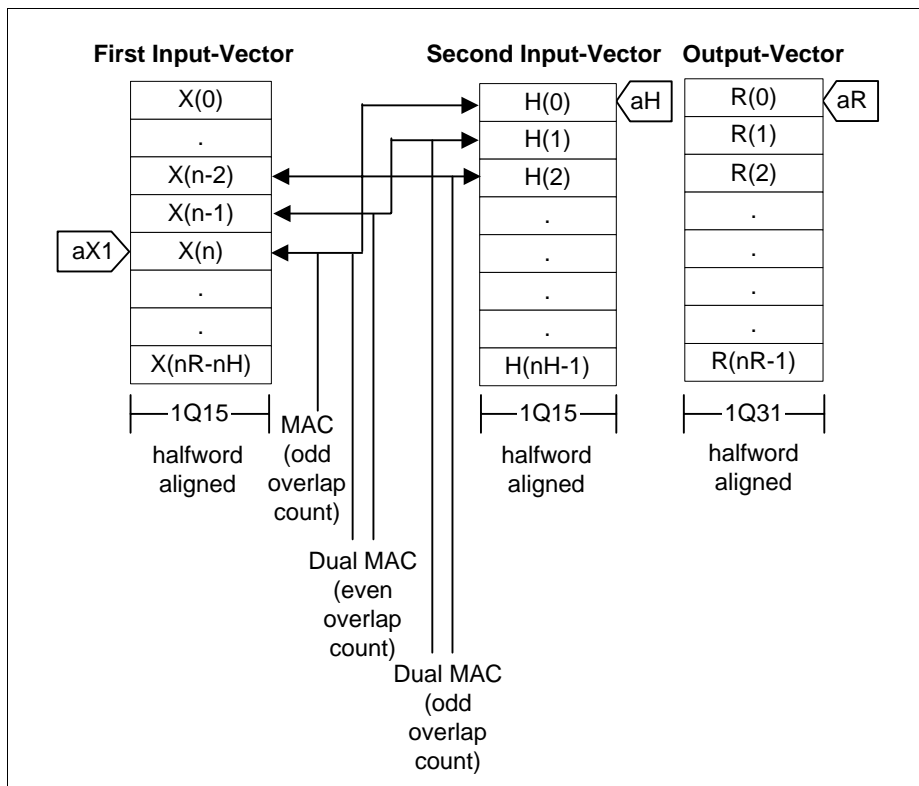 First Input-Vector
X(0)
.
X(n-2)
X(n-1)
X(n)
.
.
X(nR-nH)
aX1
1Q15
halfword
aligned
Second Input-Vector
H(0)
H(1)
H(2)
.
.
.
.
H(nH-1)
aH
1Q15
halfword
aligned
Output-Vector
R(0)
R(1)
R(2)
.
.
.
.
R(nR-1)
aR
1Q31
halfword
aligned
MAC
(odd
overlap
count)
Dual MAC
(even
overlap
count)
Dual MAC
(odd
overlap
count)